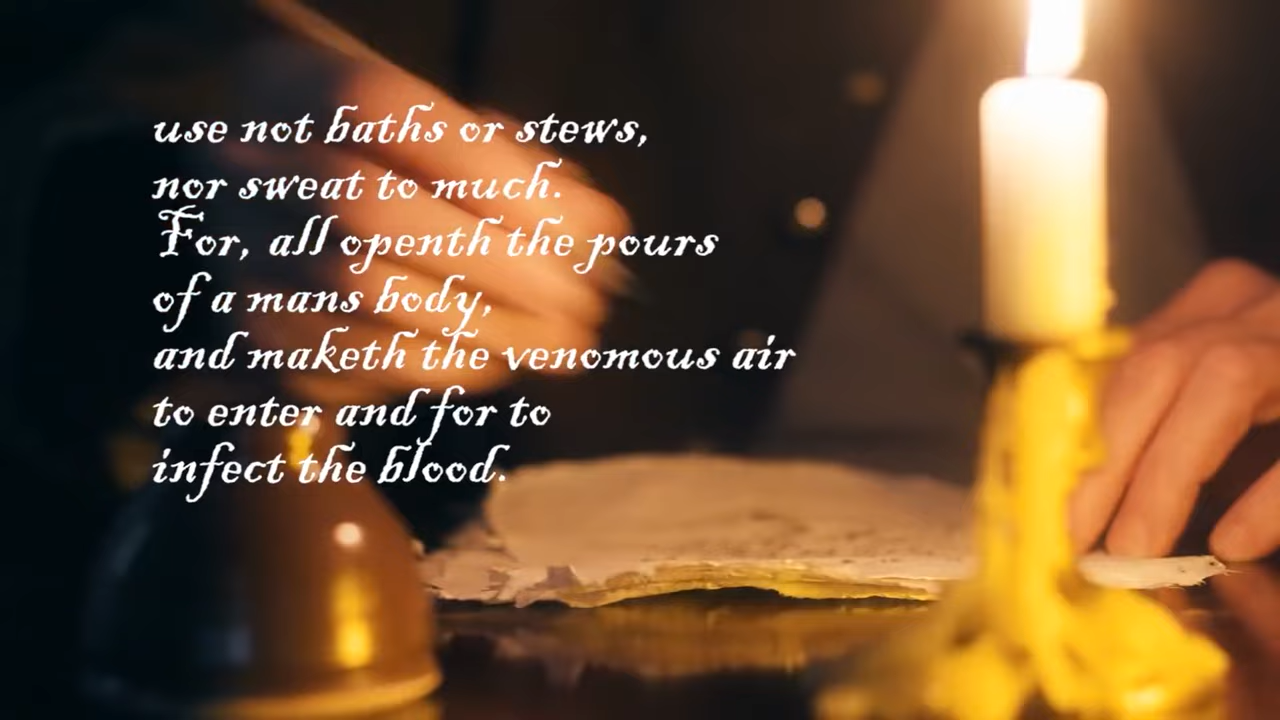 use not baths or stews,
nor sweat to much.
For, all openth the pours
of a mans body,
and maketh the venomous air
to enter and for to
infect the blood.